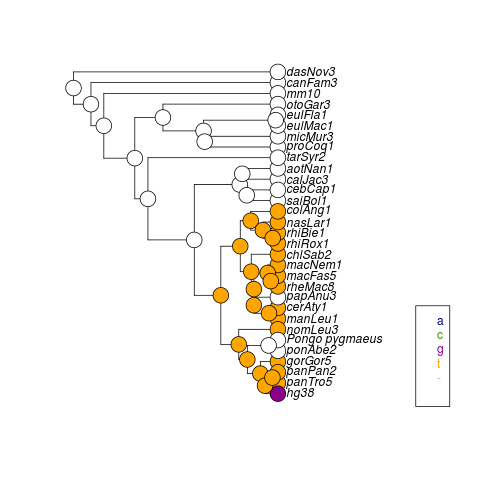 dasNov3
canFam3
mm10
otoGar3
eulFla1
eulMac1
micMur3
proCoq1
tarSyr2
aotNan1
calJac3
cebCap1
saiBol1
colAng1
nasLar1
rhiBie1
rhiRox1
chlSab2
macNem1
macFas5
rheMac8
papAnu3
cerAty1
manLeu1
nomLeu3
Pongo pygmaeus
ponAbe2
gorGor5
panPan2
panTro5
hg38
a
c
g
t
-